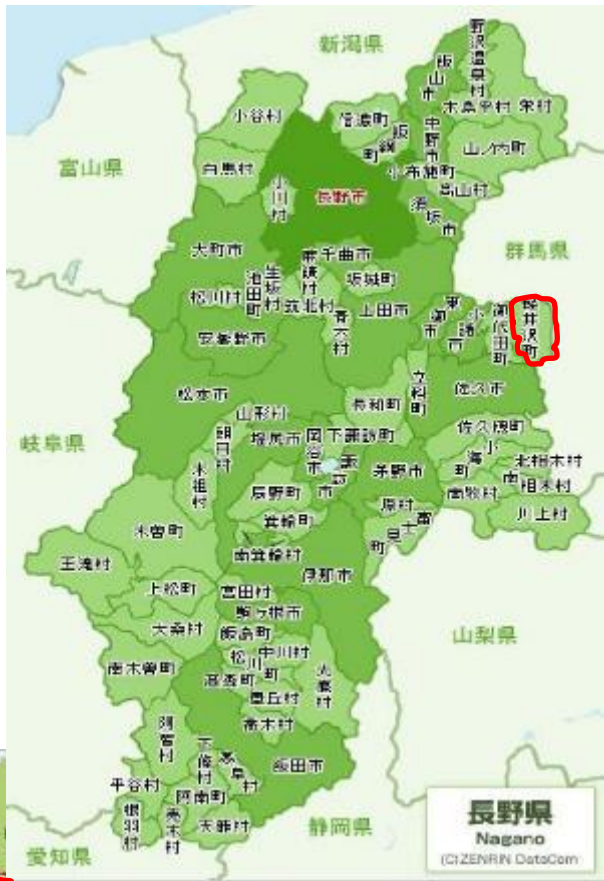 新潟県
野沢温泉村
飯山市
小谷村
信濃町
飯綱町
中野市
木島平村
栄村
白馬村
富山県
小川村
長野市
小布施町
山ノ内町
高山村
須坂市
群馬県
大町市
麻績村
千曲市
生坂村
池田町
松川村
筑北村
坂城町
青木村
上田市
東御市
小諸市
御代田町
軽井沢町
安曇野市
松本市
立科町
佐久市
山形村
長和町
佐久穂町
朝日村
塩尻市
岡谷市
下諏訪町
諏訪市
茅野市
小海町
北相木村
南相木村
岐阜県
木祖村
辰野町
原村
南牧村
川上村
箕輪町
富士見町
木曽町
南箕輪村
伊那市
王滝村
上松町
宮田村
駒ヶ根市
大桑村
飯島町
山梨県
南木曽町
松川町
中川村
大鹿村
高森町
豊丘村
喬木村
阿智村
下條村
泰阜村
飯田市
平谷村
阿南町
根羽村
売木村
天龍村
静岡県
愛知県
長野県
Nagano
(C)ZENRIN DataCom